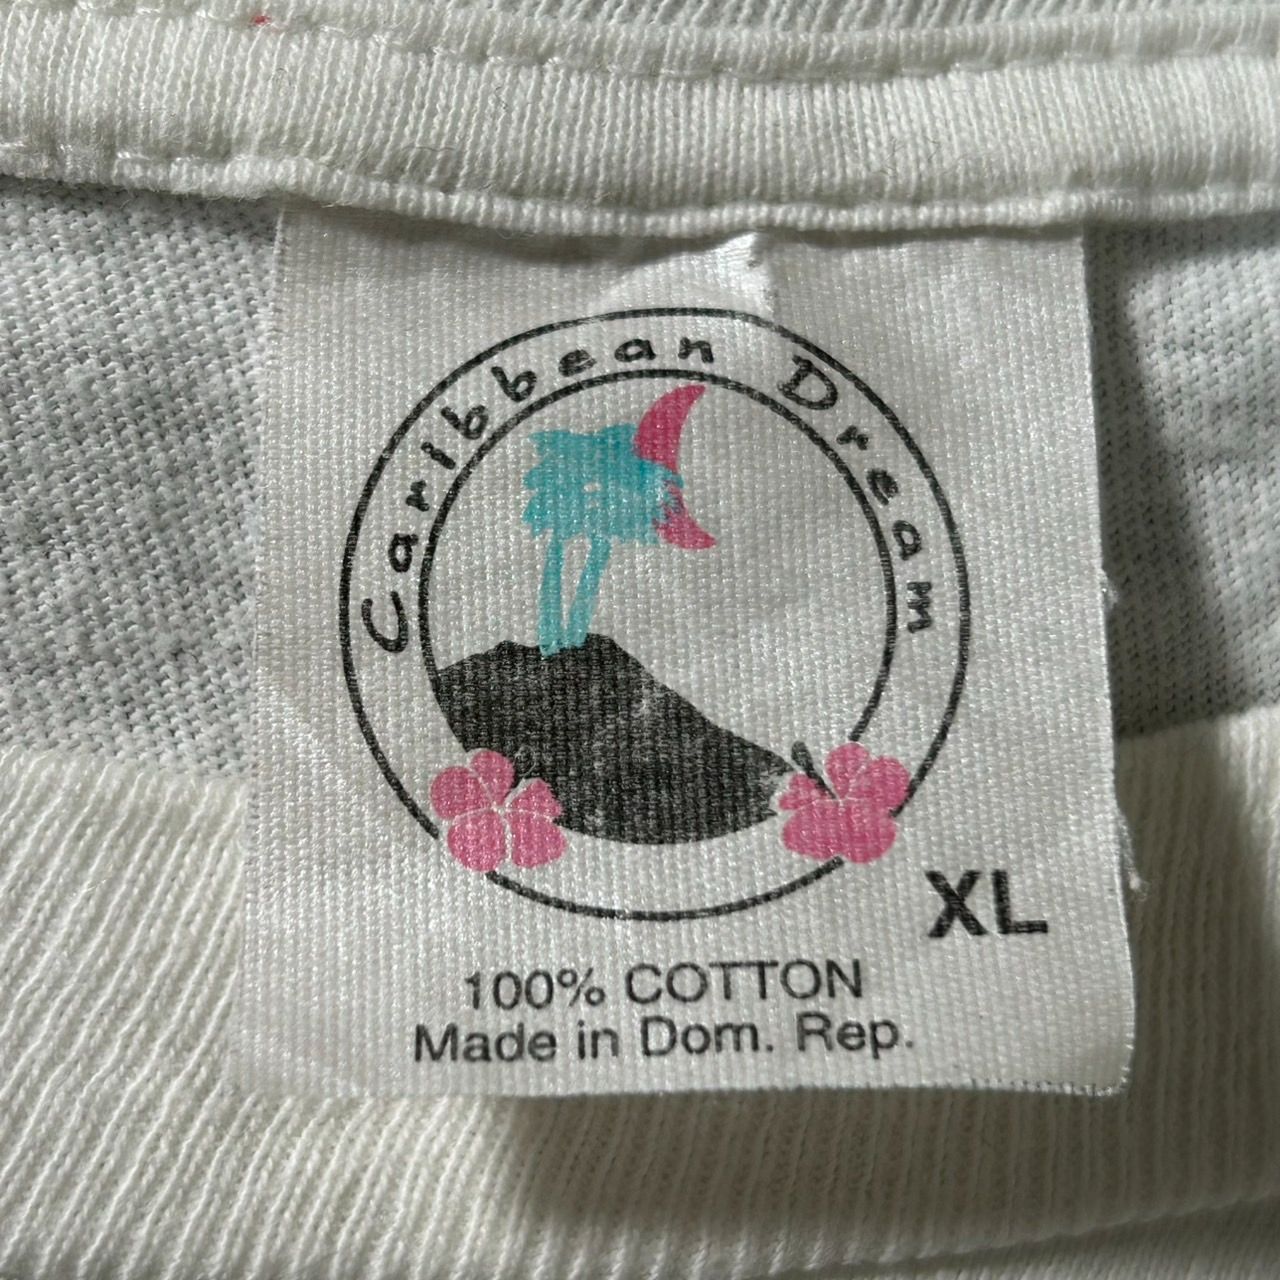 Caribbean Dream
XL
100% COTTON
Made in Dom. Rep.